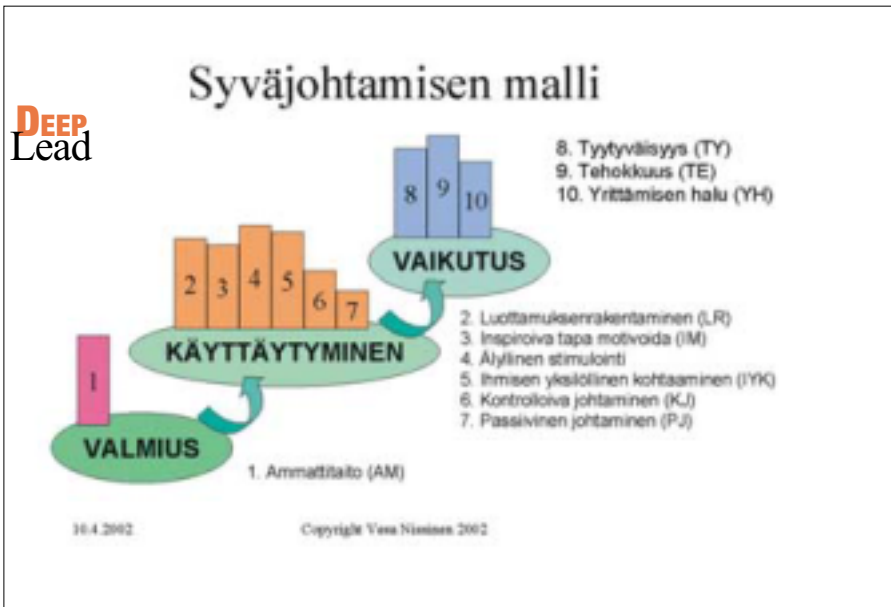 Syväjohtamisen malli
DEEP
Lead
8. Tyytyväisyys (TY)
9. Tehokkuus (TE)
10. Yrittämisen halu (YH)
8
9
10
VAIKUTUS
2
3
4
5
6
7
KÄYTTÄYTYMINEN
2. Luottamuksenrakentaminen (LR)
3. Inspiroiva tapa motivoida (IM)
4. Älyllinen stimulointi
5. Ihmisen yksilöllinen kohtaaminen (IYK)
6. Kontrolloiva johtaminen (KJ)
7. Passiivinen johtaminen (PJ)
1
VALMIUS
1. Ammattitaito (AM)
10.4.2002
Copyright Vesa Nissinen 2002